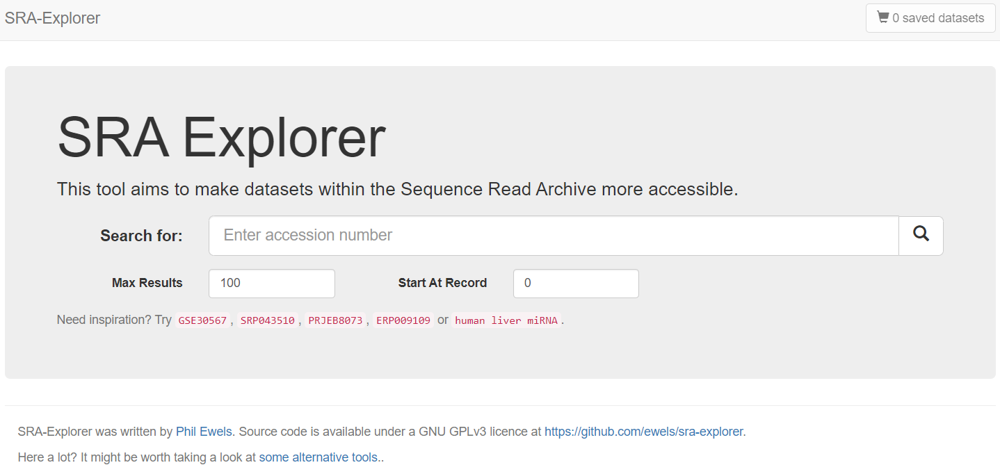 SRA-Explorer
0 saved datasets
SRA Explorer
This tool aims to make datasets within the Sequence Read Archive more accessible.
Search for: Enter accession number
Max Results 100 Start At Record 0
Need inspiration? Try GSE30567, SRP043510, PRJEB8073, ERP009109 or human liver miRNA.
SRA-Explorer was written by Phil Ewels. Source code is available under a GNU GPLv3 licence at https://github.com/ewels/sra-explorer.
Here a lot? It might be worth taking a look at some alternative tools..